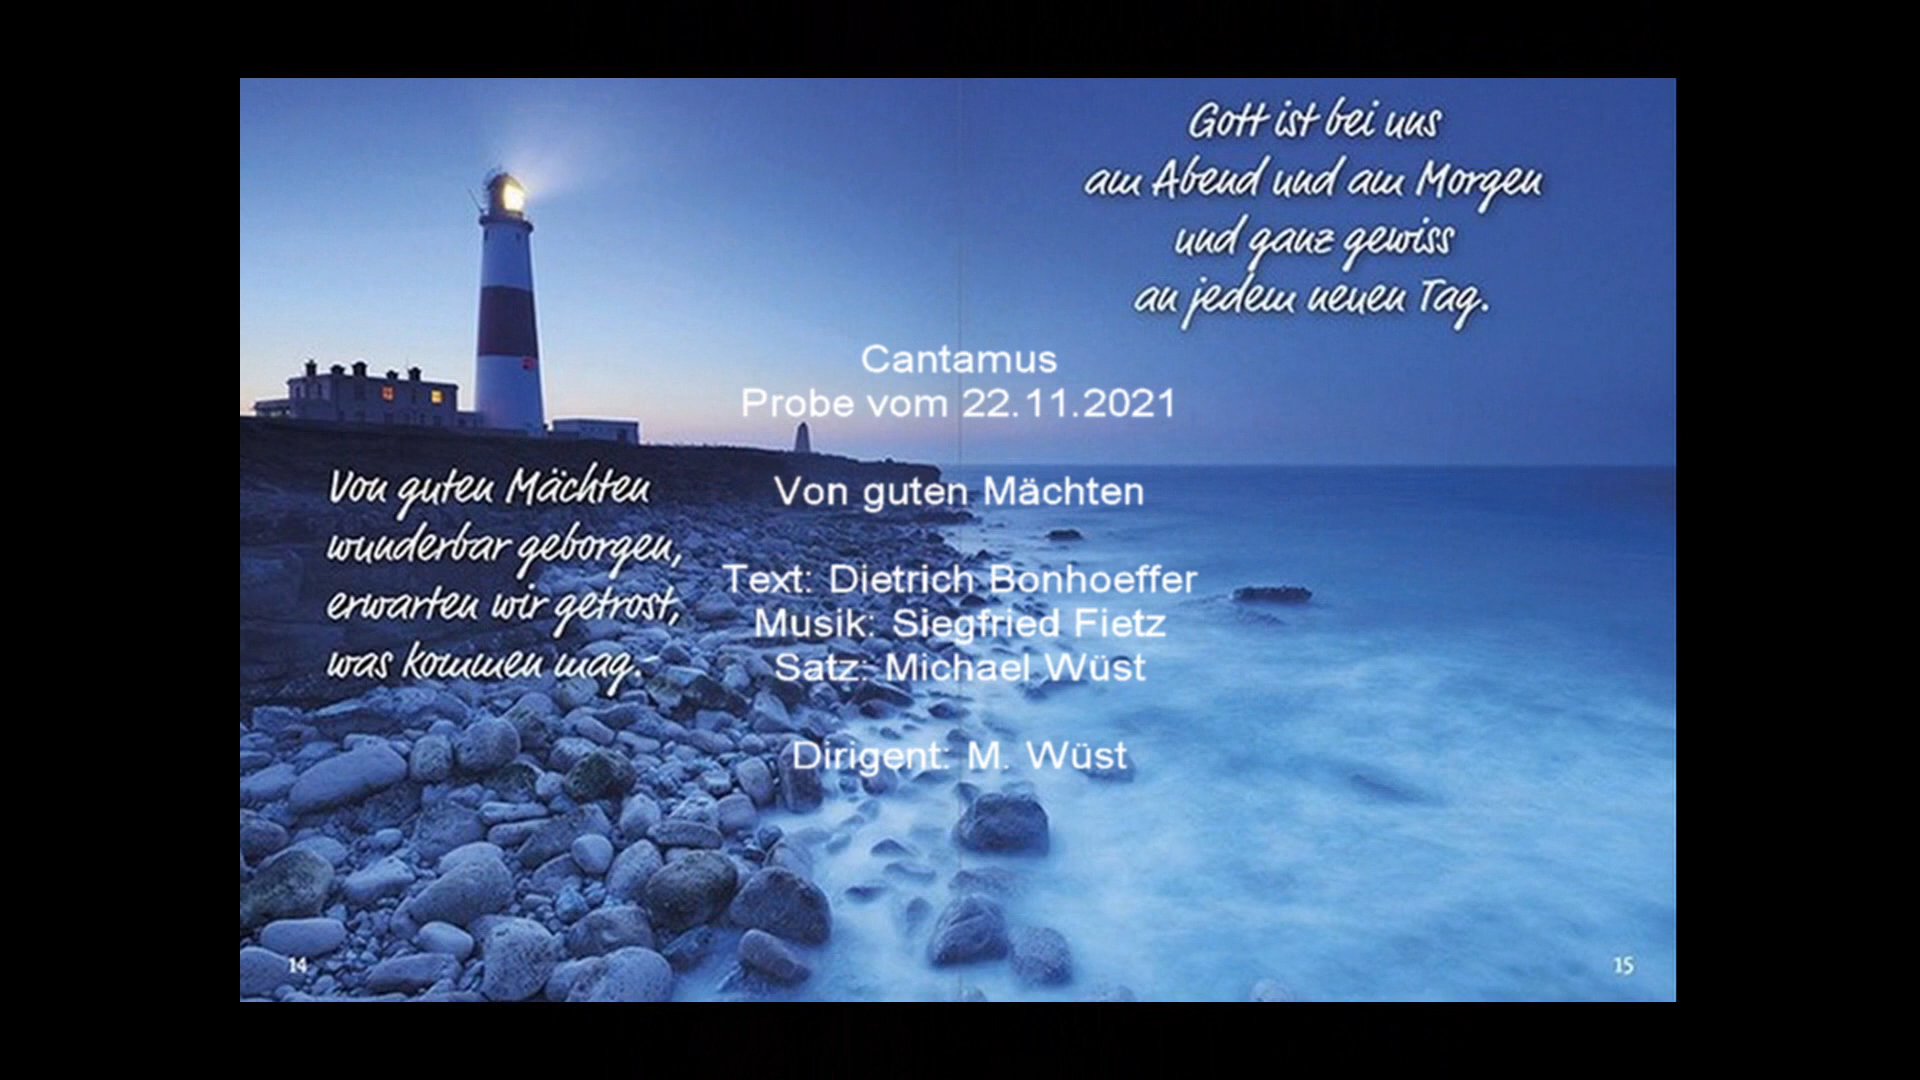 Gott ist bei uns
am Abend und am Morgen
und ganz gewiss
an jedem neuen Tag.
Cantamus
Probe vom 22.11.2021
Von guten Mächten
Text: Dietrich Bonhoeffer
Musik: Siegfried Fietz
Satz: Michael Wüst
Dirigent: M. Wüst
Von guten Mächten
wunderbar geborgen,
erwarten wir getrost,
was kommen mag.
14
15